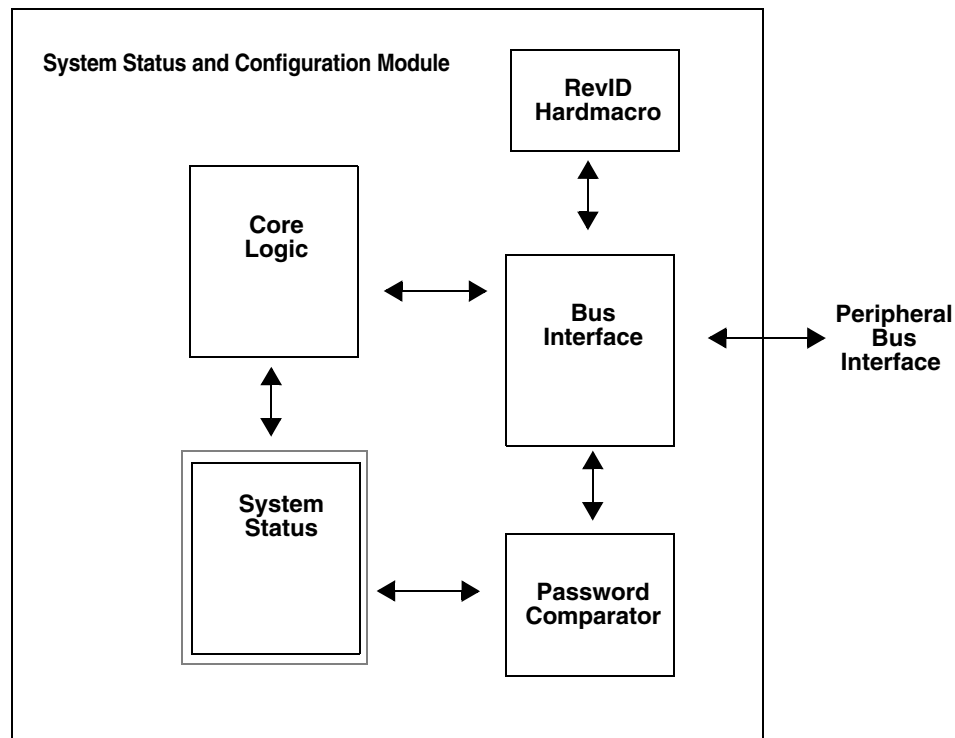 System Status and Configuration Module
RevID
Hardmacro
Core
Logic
Bus
Interface
Peripheral
Bus
Interface
System
Status
Password
Comparator